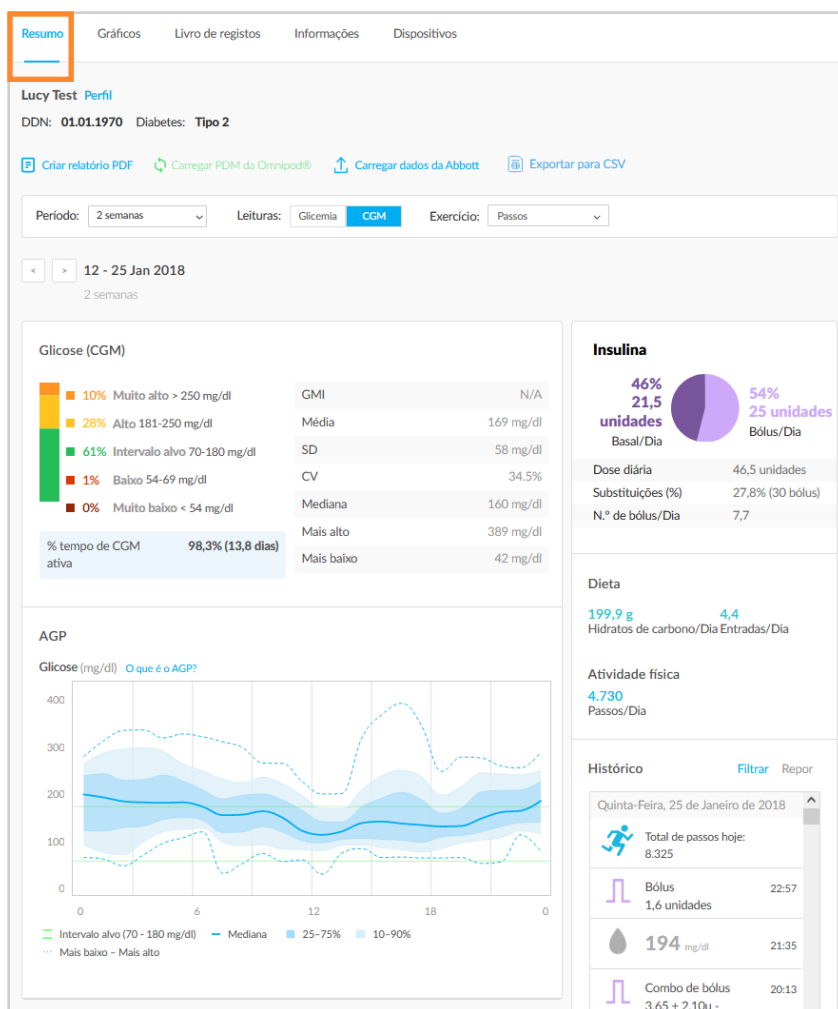 Resumo Gráficos Livro de registos Informações Dispositivos
Lucy Test Perfil
DDN: 01.01.1970 Diabetes: Tipo 2
Criar relatório PDF Carregar PDM da Omnipod® Carregar dados da Abbott Exportar para CSV
Período: 2 semanas Leituras: Glicemia CGM Exercício: Passos
< > 12 - 25 Jan 2018
2 semanas
Glicose (CGM)
10% Muito alto > 250 mg/dl
28% Alto 181-250 mg/dl
61% Intervalo alvo 70-180 mg/dl
1% Baixo 54-69 mg/dl
0% Muito baixo < 54 mg/dl
% tempo de CGM 98,3% (13,8 dias)
ativa
GMI N/A
Média 169 mg/dl
SD 58 mg/dl
CV 34.5%
Mediana 160 mg/dl
Mais alto 389 mg/dl
Mais baixo 42 mg/dl
AGP
Glicose (mg/dl) O que é o AGP?
400
300
200
100
0
0 6 12 18 0
Intervalo alvo (70 - 180 mg/dl) Mediana 25–75% 10–90%
Mais baixo – Mais alto
Insulina
46%
21,5
unidades
Basal/Dia
54%
25 unidades
Bólus/Dia
Dose diária 46,5 unidades
Substituições (%) 27,8% (30 bólus)
N.º de bólus/Dia 7,7
Dieta
199,9 g 4,4
Hidratos de carbono/Dia Entradas/Dia
Atividade física
4.730
Passos/Dia
Histórico Filtrar Repor
Quinta-Feira, 25 de Janeiro de 2018
Total de passos hoje:
8.325
Bólus 22:57
1,6 unidades
194 mg/dl 21:35
Combo de bólus 20:13
3,65 + 2,10u -